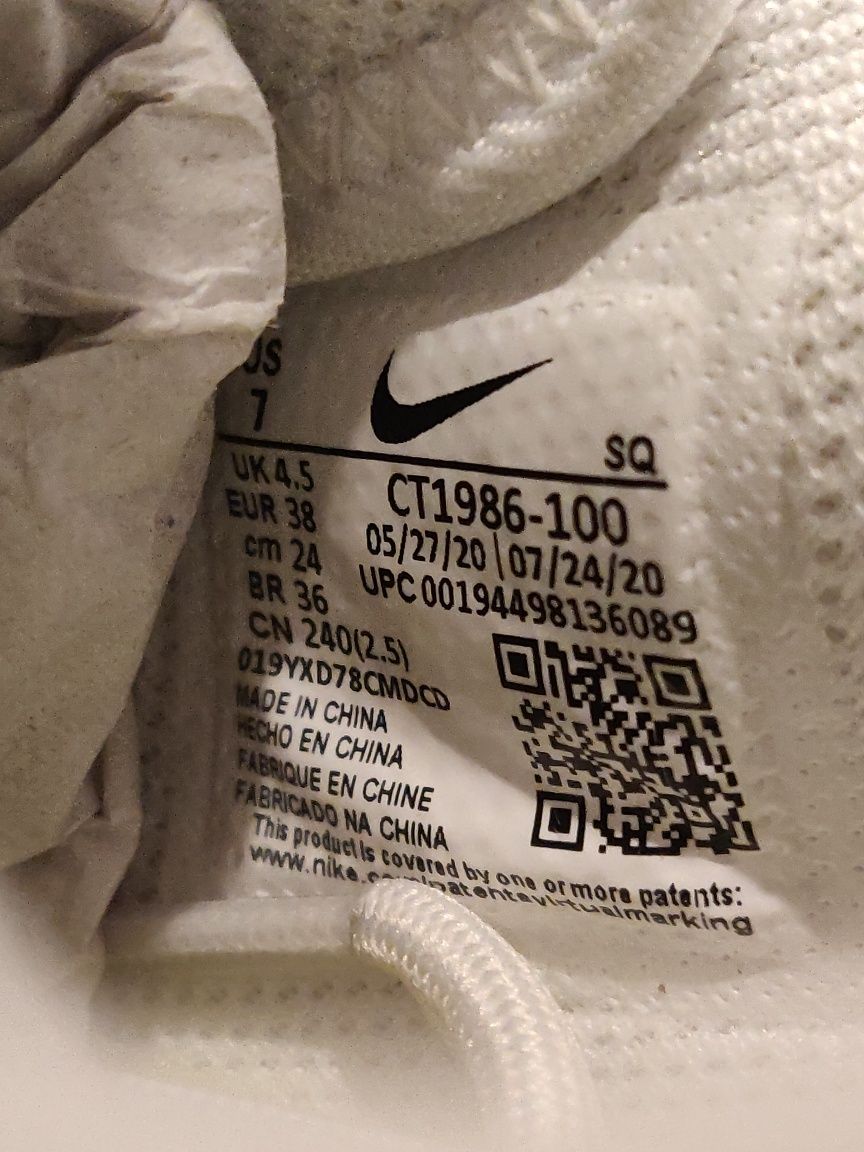 US
7
SQ
UK 4.5
EUR 38
cm 24
BR 36
CN 240(2.5)
CT1986-100
05/27/20 \ 07/24/20
UPC 00194498136089
019YXD78CMDCD
MADE IN CHINA
HECHO EN CHINA
FABRIQUE EN CHINE
FABRICADO NA CHINA
This product is covered by one or more patents:
www.nike.com/patentsvirtualmarking